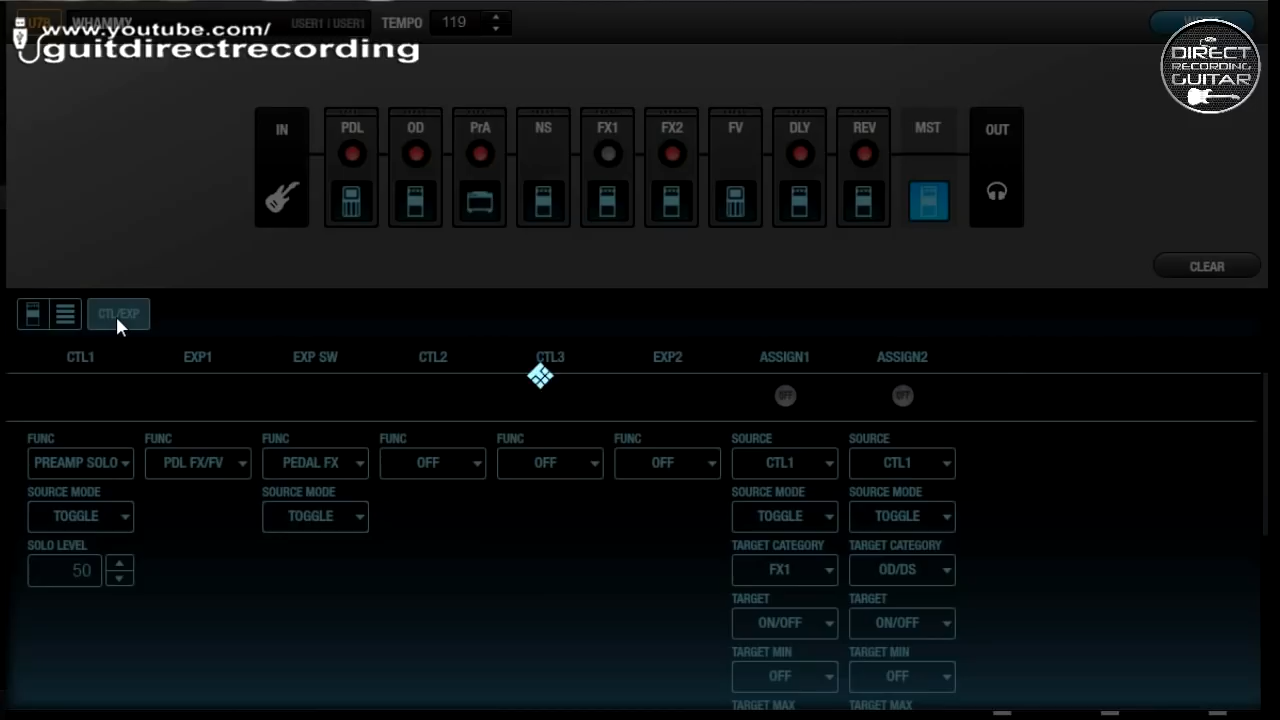 U7B WHAMMY USER1 | USER1 TEMPO 119
www.youtube.com/
guitdirectrecording
DIRECT
RECORDING
GUITAR
IN PDL OD PrA NS FX1 FX2 FV DLY REV MST OUT
CLEAR
CTL/EXP
CTL1 EXP1 EXP SW CTL2 CTL3 EXP2 ASSIGN1 ASSIGN2
OFF OFF
FUNC FUNC FUNC FUNC FUNC FUNC SOURCE SOURCE
PREAMP SOLO PDL FX/FV PEDAL FX OFF OFF OFF CTL1 CTL1
SOURCE MODE SOURCE MODE SOURCE MODE SOURCE MODE
TOGGLE TOGGLE TOGGLE TOGGLE
SOLO LEVEL TARGET CATEGORY TARGET CATEGORY
50 FX1 OD/DS
TARGET TARGET
ON/OFF ON/OFF
TARGET MIN TARGET MIN
OFF OFF
TARGET MAX TARGET MAX